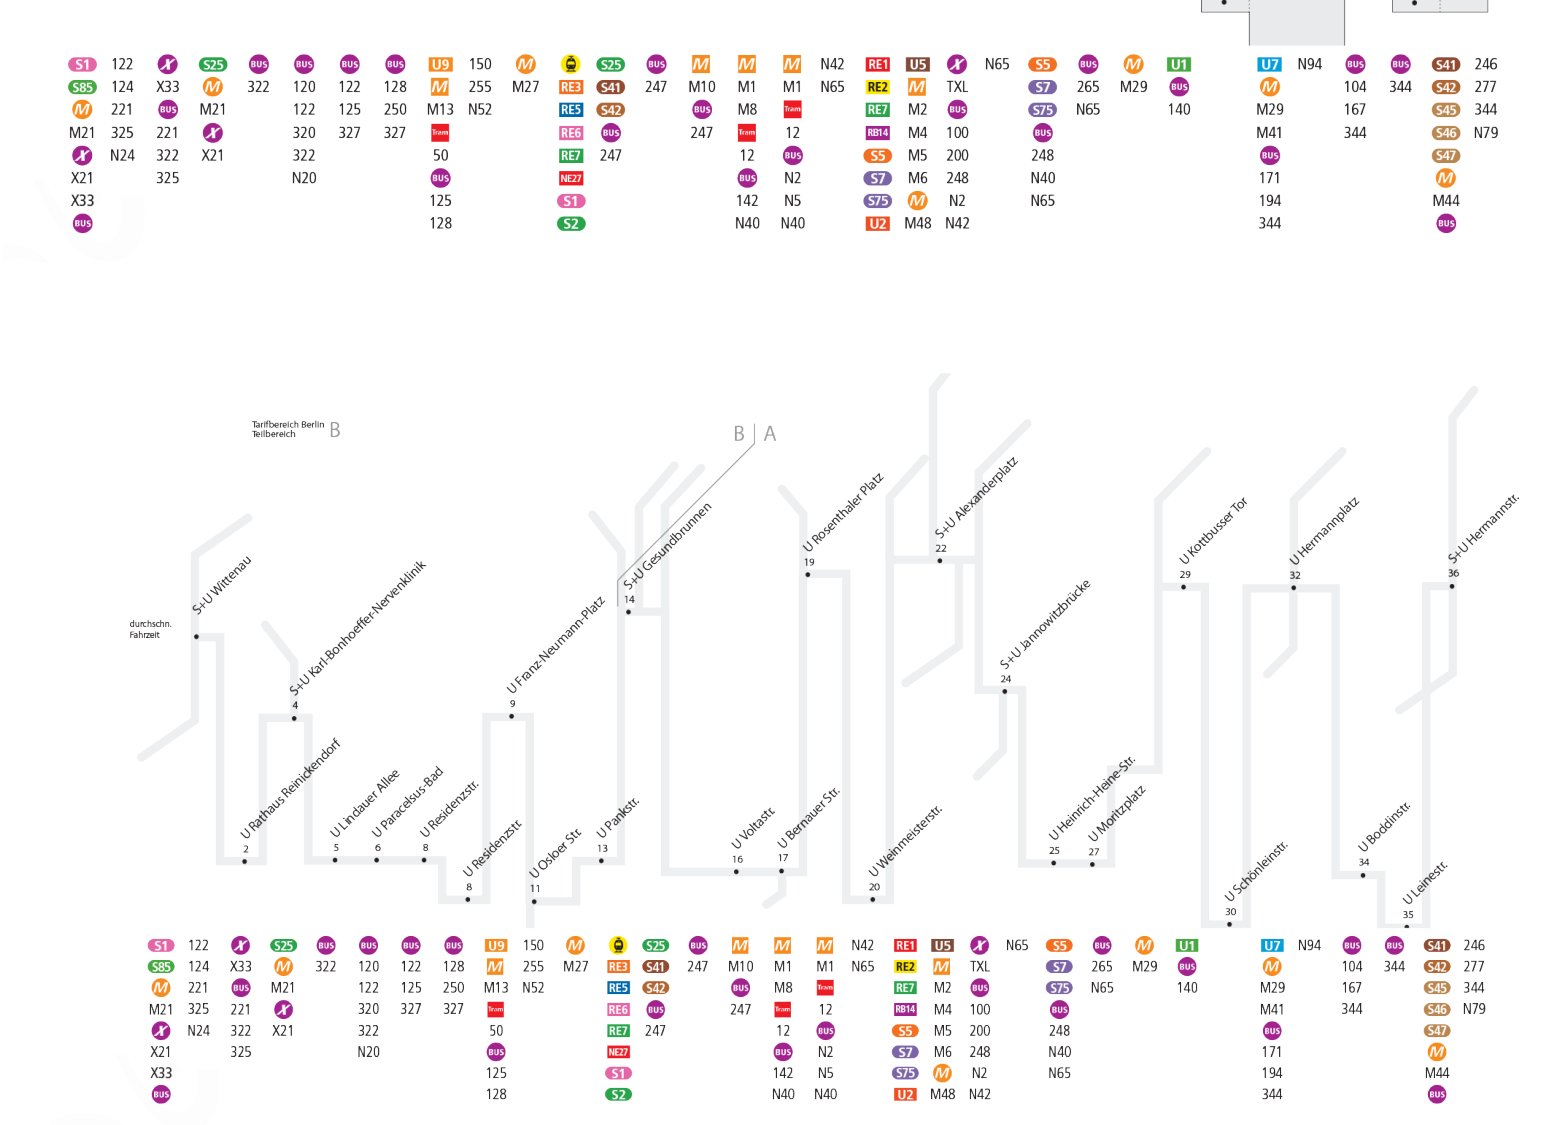 S1 122 X S25 BUS BUS BUS BUS U9 150 M S25 BUS M M M N42 RE1 U5 X N65 S5 BUS M U1 U7 N94 BUS BUS S41 246
S85 124 X33 M 322 120 122 128 M 255 M27 RE3 S41 247 M10 M1 M1 N65 RE2 M TXL S7 265 M29 BUS M 104 344 S42 277
M 221 BUS M21 122 125 250 M13 N52 RE5 S42 BUS M8 Tram RE7 M2 BUS S75 N65 140 M29 167 S45 344
M21 325 221 X 320 327 327 Tram RE6 BUS 247 Tram 12 RB14 M4 100 BUS M41 344 S46 N79
X N24 322 X21 322 50 RE7 247 12 BUS S5 M5 200 248 BUS S47
X21 325 N20 BUS NE27 BUS N2 S7 M6 248 N40 171 M
X33 125 S1 142 N5 S75 M N2 N65 194 M44
BUS 128 S2 N40 N40 U2 M48 N42 344 BUS
Tarifbereich Berlin
Teilbereich B
B A
durchschn.
Fahrzeit
S+U Wittenau
U Rathaus Reinickendorf
2
S+U Karl-Bonhoeffer-Nervenklinik
4
U Lindauer Allee
5
U Paracelsus-Bad
6
U Residenzstr.
8
U Residenzstr.
8
U Franz-Neumann-Platz
9
U Osloer Str.
11
U Pankstr.
13
S+U Gesundbrunnen
14
U Voltastr.
16
U Bernauer Str.
17
U Rosenthaler Platz
19
U Weinmeisterstr.
20
S+U Alexanderplatz
22
S+U Jannowitzbrücke
24
U Heinrich-Heine-Str.
25
U Moritzplatz
27
U Kottbusser Tor
29
U Schönleinstr.
30
U Hermannplatz
32
U Boddinstr.
34
U Leinestr.
35
S+U Hermannstr.
36
S1 122 X S25 BUS BUS BUS BUS U9 150 M S25 BUS M M M N42 RE1 U5 X N65 S5 BUS M U1 U7 N94 BUS BUS S41 246
S85 124 X33 M 322 120 122 128 M 255 M27 RE3 S41 247 M10 M1 M1 N65 RE2 M TXL S7 265 M29 BUS M 104 344 S42 277
M 221 BUS M21 122 125 250 M13 N52 RE5 S42 BUS M8 Tram RE7 M2 BUS S75 N65 140 M29 167 S45 344
M21 325 221 X 320 327 327 Tram RE6 BUS 247 Tram 12 RB14 M4 100 BUS M41 344 S46 N79
X N24 322 X21 322 50 RE7 247 12 BUS S5 M5 200 248 BUS S47
X21 325 N20 BUS NE27 BUS N2 S7 M6 248 N40 171 M
X33 125 S1 142 N5 S75 M N2 N65 194 M44
BUS 128 S2 N40 N40 U2 M48 N42 344 BUS